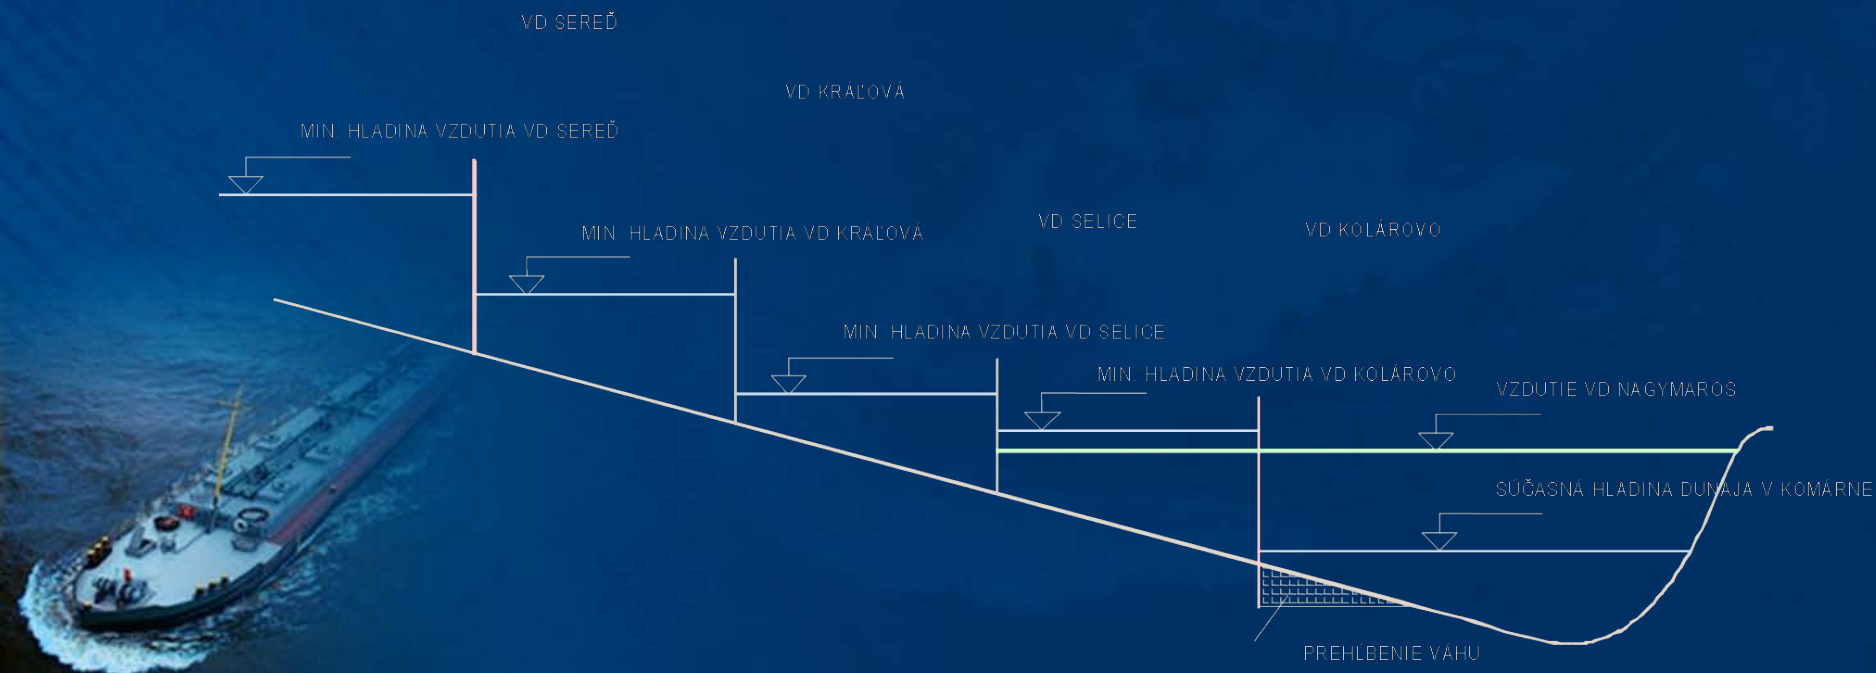 VD SEREĎ
VD KRÁĽOVÁ
MIN. HLADINA VZDUTIA VD SEREĎ
VD SELICE
VD KOLÁROVO
MIN. HLADINA VZDUTIA VD KRÁĽOVÁ
MIN. HLADINA VZDUTIA VD SELICE
MIN. HLADINA VZDUTIA VD KOLÁROVO
VZDUTIE VD NAGYMAROS
SÚČASNÁ HLADINA DUNAJA V KOMÁRNE
PREHĹBENIE VÁHU